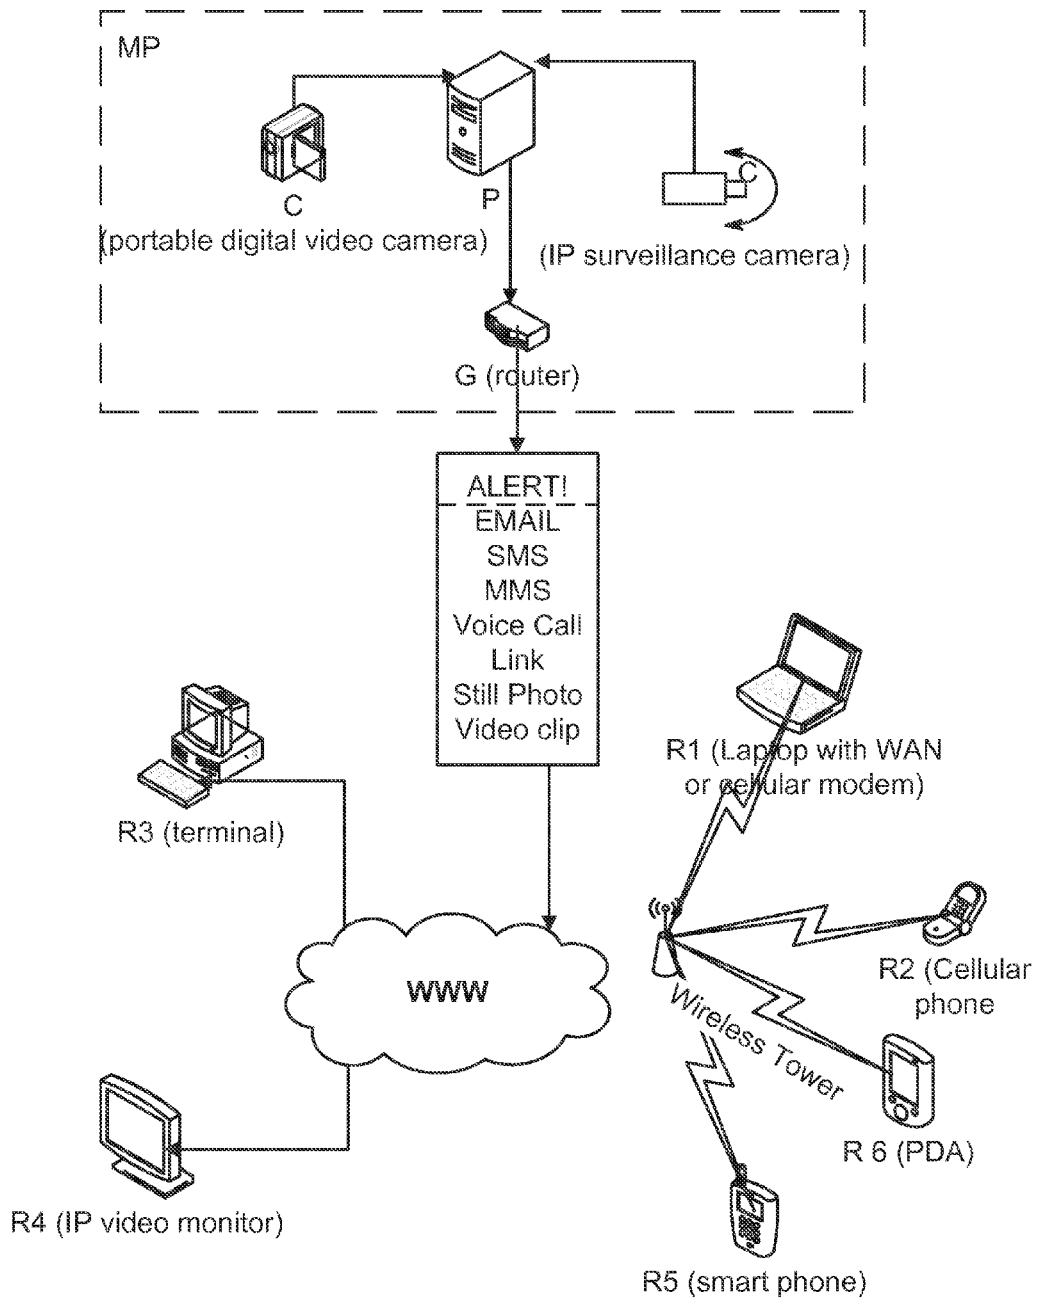 MP
C
(portable digital video camera)
P
C
(IP surveillance camera)
G (router)
ALERT!
EMAIL
SMS
MMS
Voice Call
Link
Still Photo
Video clip
R1 (Laptop with WAN
or cellular modem)
R3 (terminal)
R2 (Cellular
phone
WWW
Wireless Tower
R 6 (PDA)
R4 (IP video monitor)
R5 (smart phone)